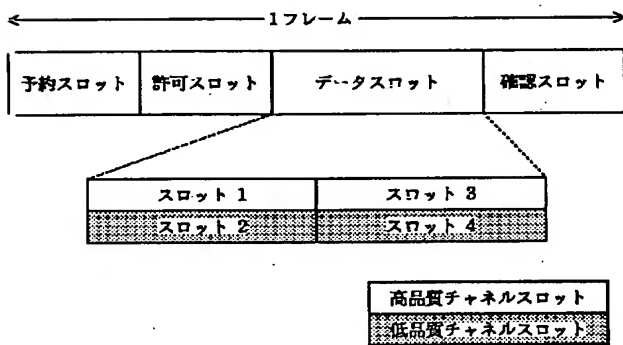 1フレーム
予約スロット 許可スロット データスロット 確認スロット
スロット 1 スロット 3
スロット 2 スロット 4
高品質チャネルスロット
低品質チャネルスロット